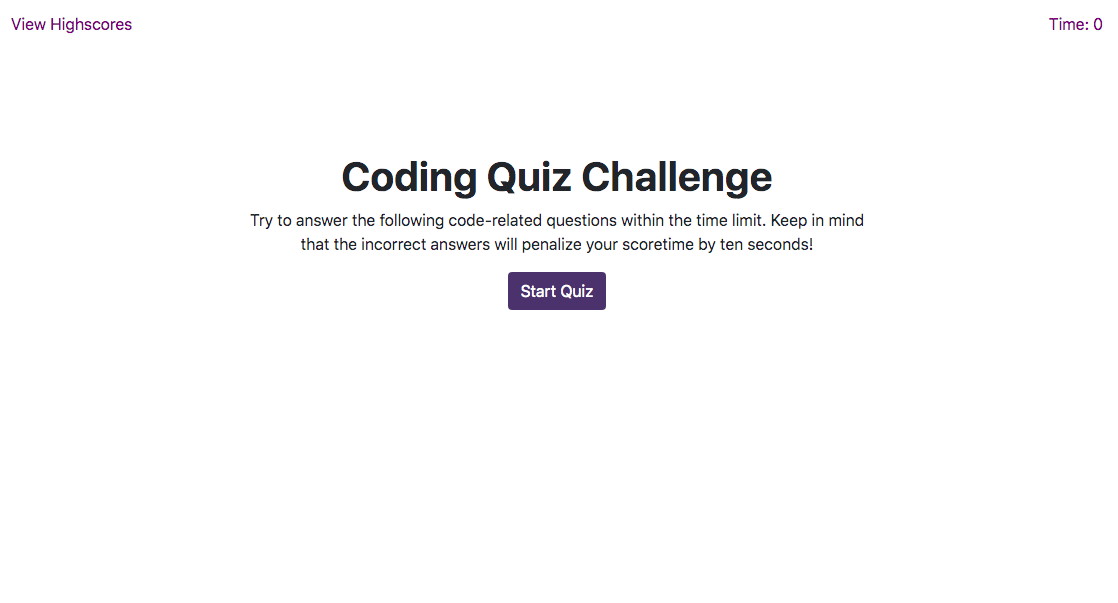 View Highscores
Time: 0
Coding Quiz Challenge
Try to answer the following code-related questions within the time limit. Keep in mind
that the incorrect answers will penalize your scoretime by ten seconds!
Start Quiz